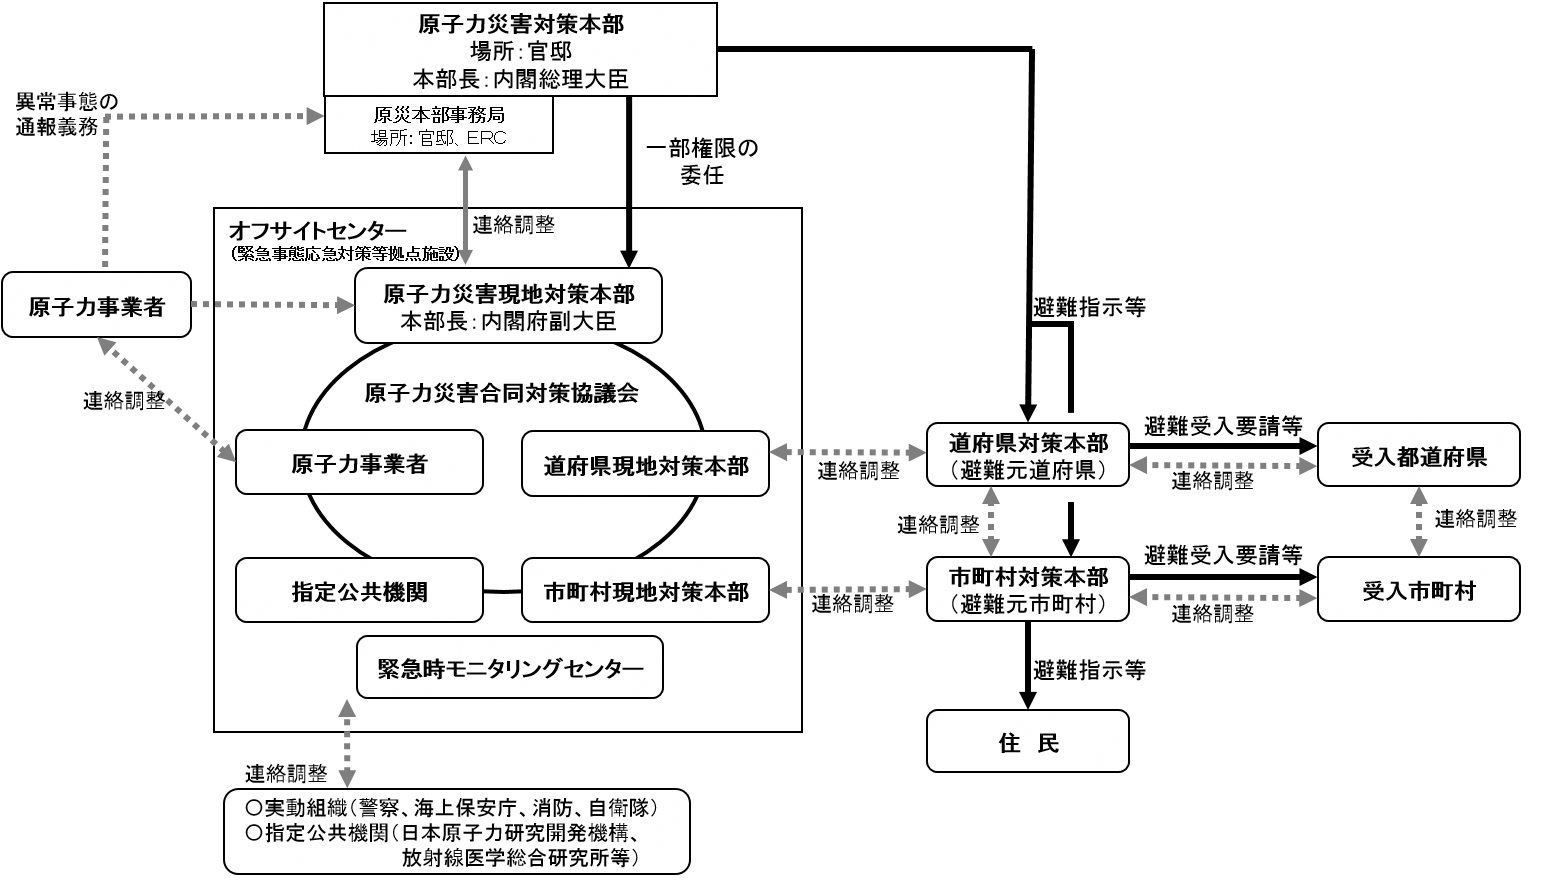 原子力災害対策本部
場所：官邸
本部長：内閣総理大臣
原災本部事務局
場所：官邸、ERC
異常事態の
通報義務
一部権限の
委任
連絡調整
オフサイトセンター
（緊急事態応急対策等拠点施設）
原子力事業者
原子力災害現地対策本部
本部長：内閣府副大臣
避難指示等
連絡調整
原子力災害合同対策協議会
原子力事業者
道府県現地対策本部
連絡調整
道府県対策本部
（避難元道府県）
避難受入要請等
連絡調整
受入都道府県
連絡調整
連絡調整
指定公共機関
市町村現地対策本部
連絡調整
市町村対策本部
（避難元市町村）
避難受入要請等
連絡調整
受入市町村
緊急時モニタリングセンター
避難指示等
住　民
連絡調整
○実動組織（警察、海上保安庁、消防、自衛隊）
○指定公共機関（日本原子力研究開発機構、
放射線医学総合研究所等）